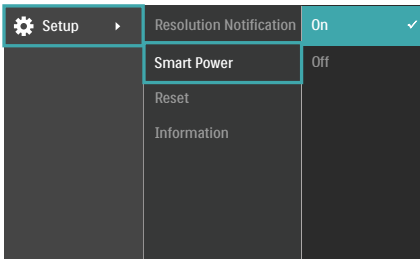 Setup
Resolution Notification
Smart Power
Reset
Information
On
Off